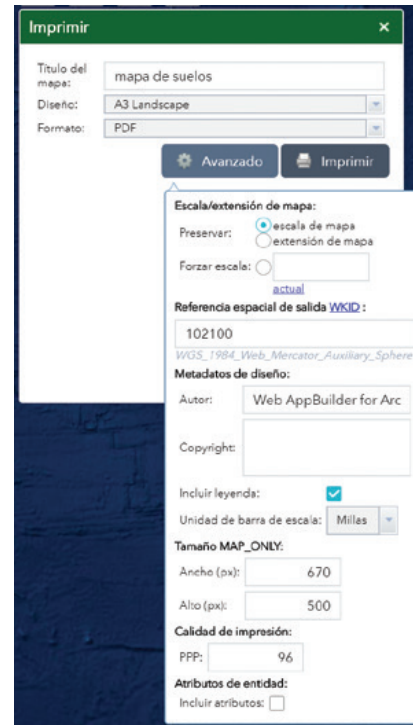 Imprimir ×
Título del mapa: mapa de suelos
Diseño: A3 Landscape
Formato: PDF
Avanzado Imprimir
Escala/extensión de mapa:
Preservar: escala de mapa
extensión de mapa
Forzar escala:
actual
Referencia espacial de salida WKID :
102100
WGS_1984_Web_Mercator_Auxiliary_Sphere
Metadatos de diseño:
Autor: Web AppBuilder for Arc
Copyright:
Incluir leyenda:
Unidad de barra de escala: Millas
Tamaño MAP_ONLY:
Ancho (px): 670
Alto (px): 500
Calidad de impresión:
PPP: 96
Atributos de entidad:
Incluir atributos: